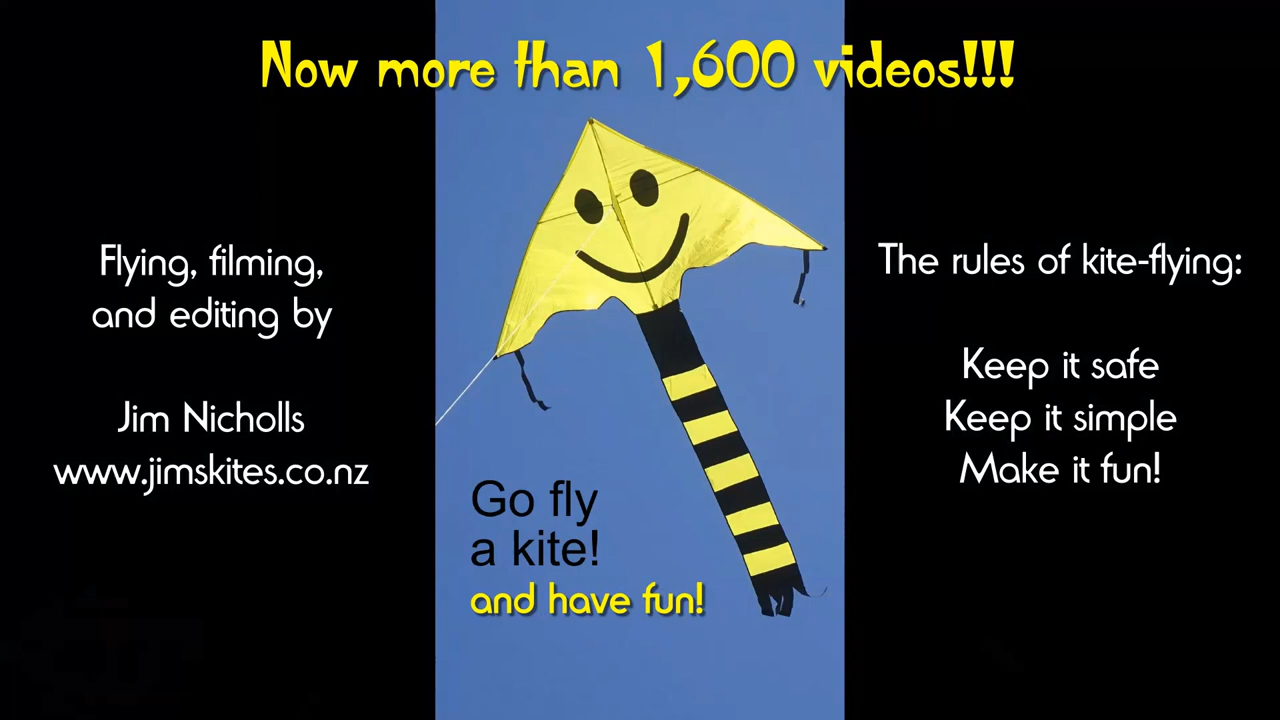 Now more than 1,600 videos!!!
Flying, filming,
and editing by
Jim Nicholls
www.jimskites.co.nz
Go fly
a kite!
and have fun!
The rules of kite-flying:
Keep it safe
Keep it simple
Make it fun!